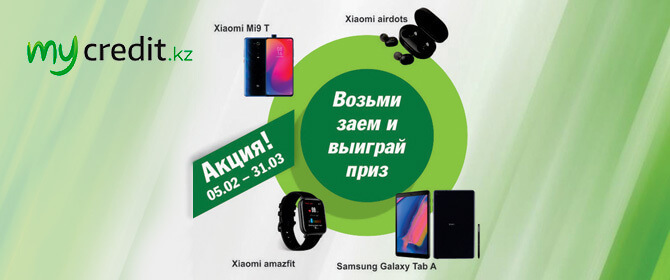 mycredit.kz
Xiaomi Mi9 T
Xiaomi airdots
Возьми
заем и
выиграй
приз
Акция!
05.02 – 31.03
Xiaomi amazfit
Samsung Galaxy Tab A